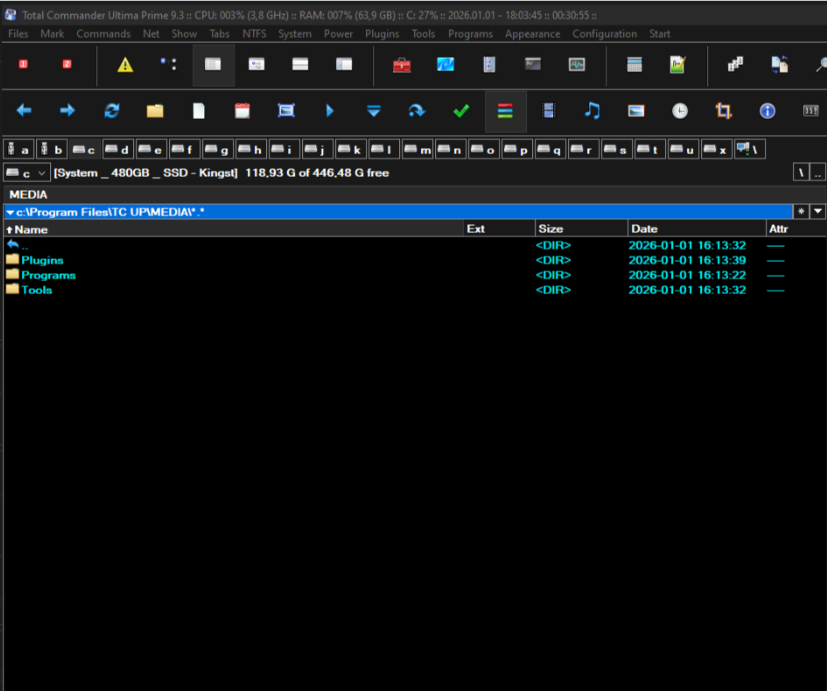 Total Commander Ultima Prime 9.3 :: CPU: 003% (3,8 GHz) :: RAM: 007% (63,9 GB) :: C: 27% :: 2026.01.01 - 18:03:45 :: 00:30:55 ::
Files Mark Commands Net Show Tabs NTFS System Power Plugins Tools Programs Appearance Configuration Start
1 2
a b c d e f g h i j k l m n o p q r s t u x \
c [System _ 480GB _ SSD - Kingst] 118,93 G of 446,48 G free \ ..
MEDIA
c:\Program Files\TC UP\MEDIA\*.* *
Name Ext Size Date Attr
.. <DIR> 2026-01-01 16:13:32 ----
Plugins <DIR> 2026-01-01 16:13:39 ----
Programs <DIR> 2026-01-01 16:13:22 ----
Tools <DIR> 2026-01-01 16:13:32 ----